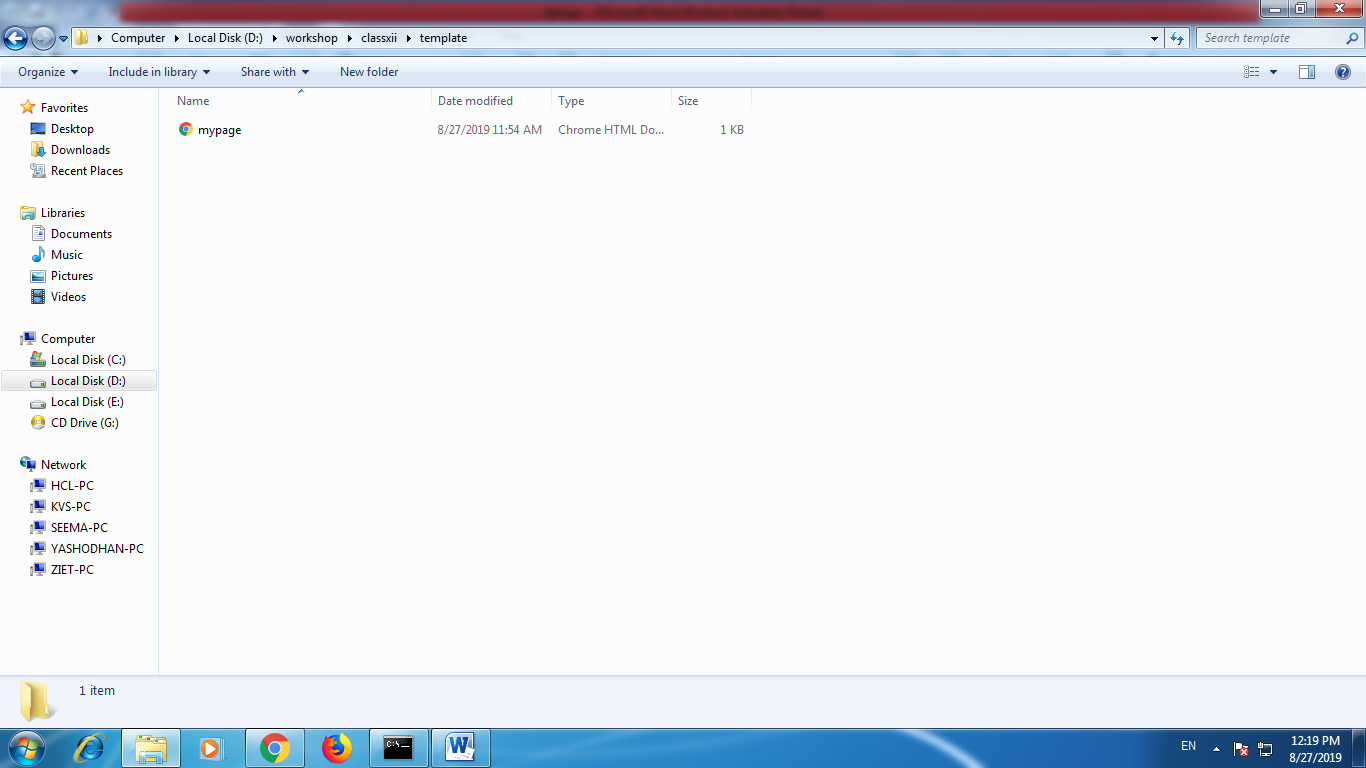 Computer Local Disk (D:) workshop classxii template
Search template
Organize Include in library Share with New folder
Name Date modified Type Size
mypage 8/27/2019 11:54 AM Chrome HTML Do... 1 KB
Favorites
Desktop
Downloads
Recent Places
Libraries
Documents
Music
Pictures
Videos
Computer
Local Disk (C:)
Local Disk (D:)
Local Disk (E:)
CD Drive (G:)
Network
HCL-PC
KVS-PC
SEEMA-PC
YASHODHAN-PC
ZIET-PC
1 item
C:\_
W
EN
12:19 PM
8/27/2019